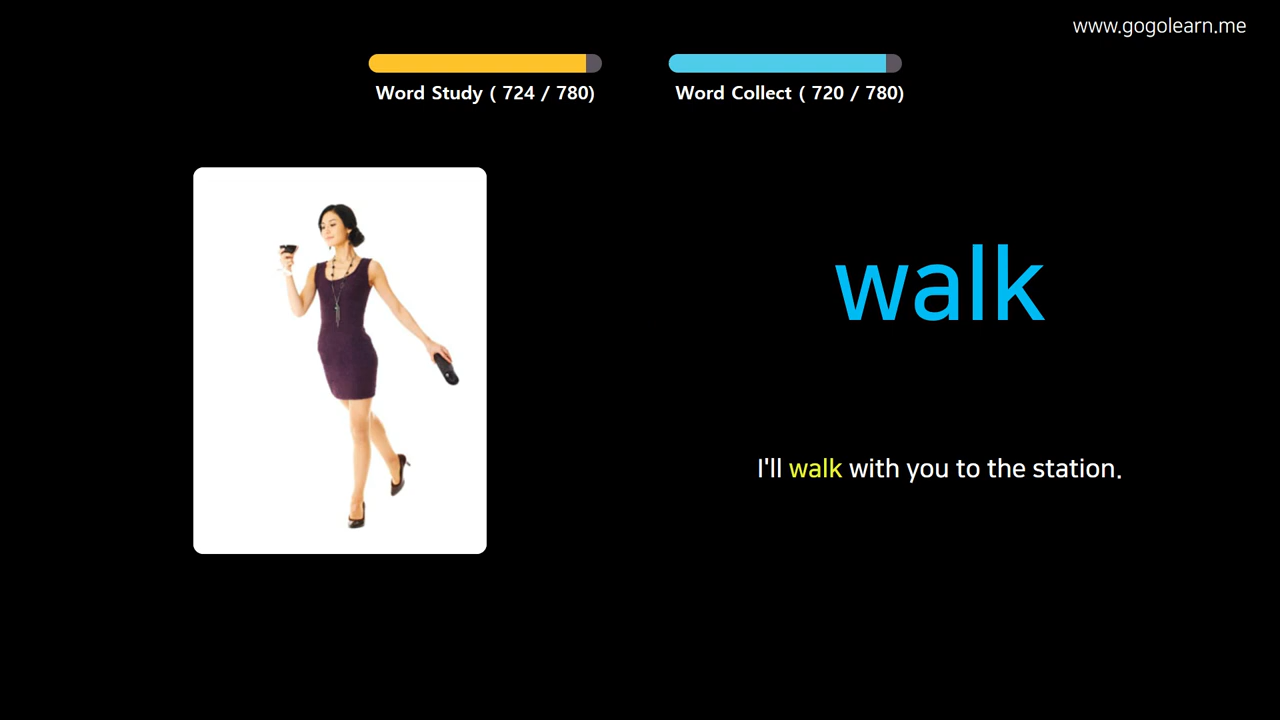 www.gogolearn.me
Word Study ( 724 / 780)
Word Collect ( 720 / 780)
walk
I'll walk with you to the station.